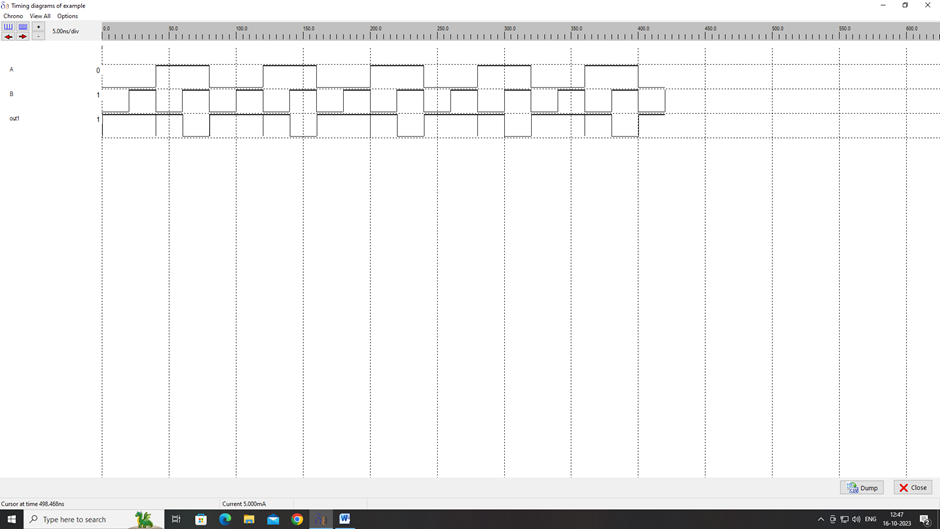 Timing diagrams of example
Chrono View All Options
+
-
5.00ns/div
0.0 50.0 100.0 150.0 200.0 250.0 300.0 350.0 400.0 450.0 500.0 550.0 600.0
A 0
B 1
out1 1
Dump Close
Cursor at time 498.468ns Current 5.000mA
Type here to search
W
ENG
12:47
16-10-2023
2